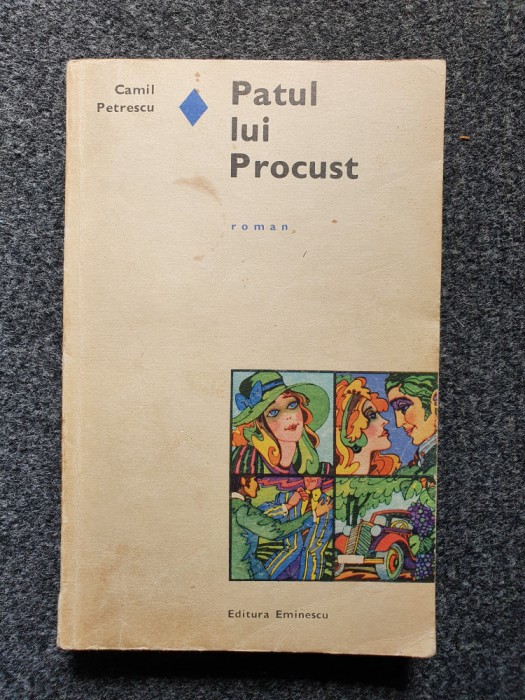 Camil
Petrescu
Patul
lui
Procust
roman
Editura Eminescu